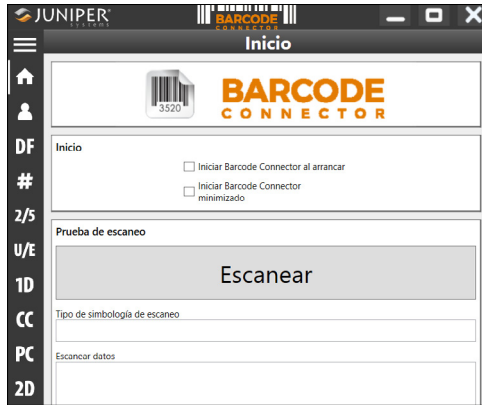 JUNIPER
systems
BARCODE
CONNECTOR
Inicio
3520
BARCODE
CONNECTOR
DF
#
2/5
U/E
1D
CC
PC
2D
Inicio
Iniciar Barcode Connector al arrancar
Iniciar Barcode Connector
minimizado
Prueba de escaneo
Escanear
Tipo de simbología de escaneo
Escanear datos